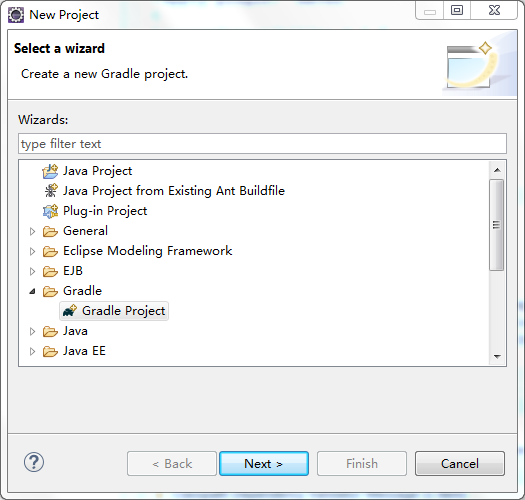 New Project
Select a wizard
Create a new Gradle project.
Wizards:
type filter text
Java Project
Java Project from Existing Ant Buildfile
Plug-in Project
General
Eclipse Modeling Framework
EJB
Gradle
Gradle Project
Java
Java EE
?
< Back Next > Finish Cancel